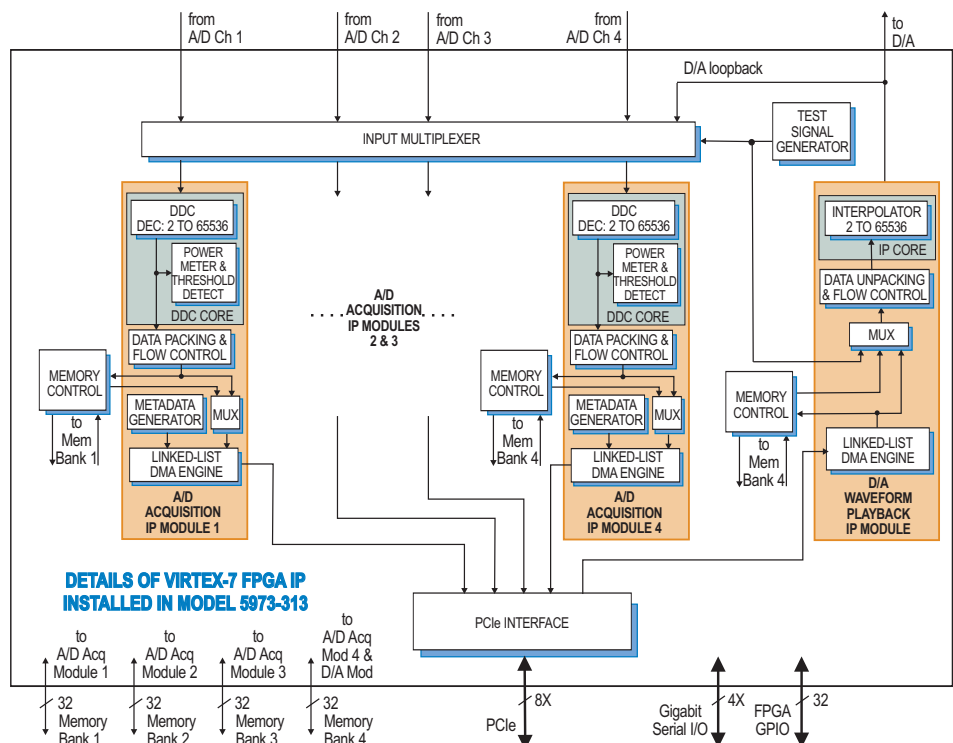 from
A/D Ch 1
from
A/D Ch 2
from
A/D Ch 3
from
A/D Ch 4
to
D/A
D/A loopback
INPUT MULTIPLEXER
TEST
SIGNAL
GENERATOR
DDC
DEC: 2 TO 65536
POWER
METER &
THRESHOLD
DETECT
DDC CORE
DATA PACKING &
FLOW CONTROL
MEMORY
CONTROL
METADATA
GENERATOR
MUX
to
Mem
Bank 1
LINKED-LIST
DMA ENGINE
A/D
ACQUISITION
IP MODULE 1
A/D
. . . . ACQUISITION . . . .
IP MODULES
2 & 3
DDC
DEC: 2 TO 65536
POWER
METER &
THRESHOLD
DETECT
DDC CORE
DATA PACKING &
FLOW CONTROL
MEMORY
CONTROL
METADATA
GENERATOR
MUX
to
Mem
Bank 4
LINKED-LIST
DMA ENGINE
A/D
ACQUISITION
IP MODULE 4
INTERPOLATOR
2 TO 65536
IP CORE
DATA UNPACKING
& FLOW CONTROL
MUX
MEMORY
CONTROL
to
Mem
Bank 4
LINKED-LIST
DMA ENGINE
D/A
WAVEFORM
PLAYBACK
IP MODULE
DETAILS OF VIRTEX-7 FPGA IP
INSTALLED IN MODEL 5973-313
PCIe INTERFACE
to
A/D Acq
Module 1
to
A/D Acq
Module 2
to
A/D Acq
Module 3
to
A/D Acq
Mod 4 &
D/A Mod
32
Memory
Bank 1
32
Memory
Bank 2
32
Memory
Bank 3
32
Memory
Bank 4
8X
PCIe
4X
Gigabit
Serial I/O
32
FPGA
GPIO